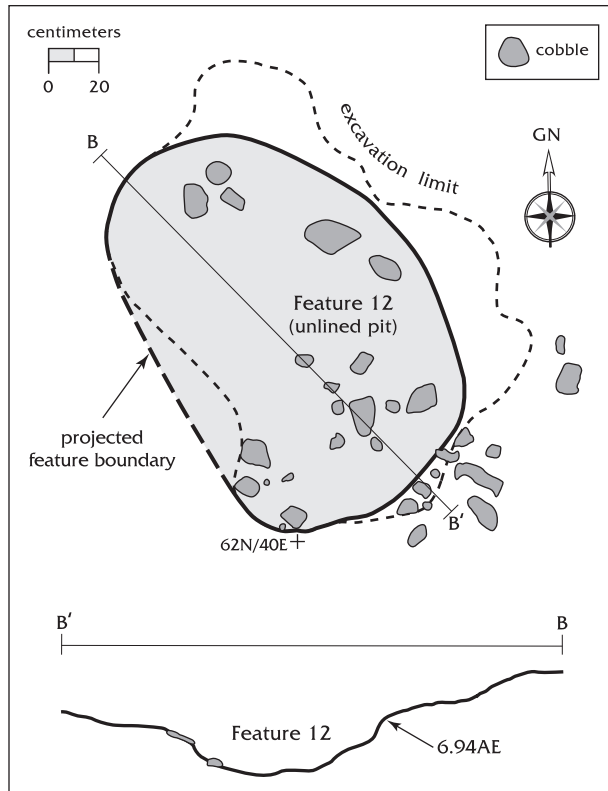 centimeters
0 20
cobble
GN
B
excavation limit
Feature 12
(unlined pit)
projected
feature boundary
B'
62N/40E
B' B
Feature 12
6.94AE